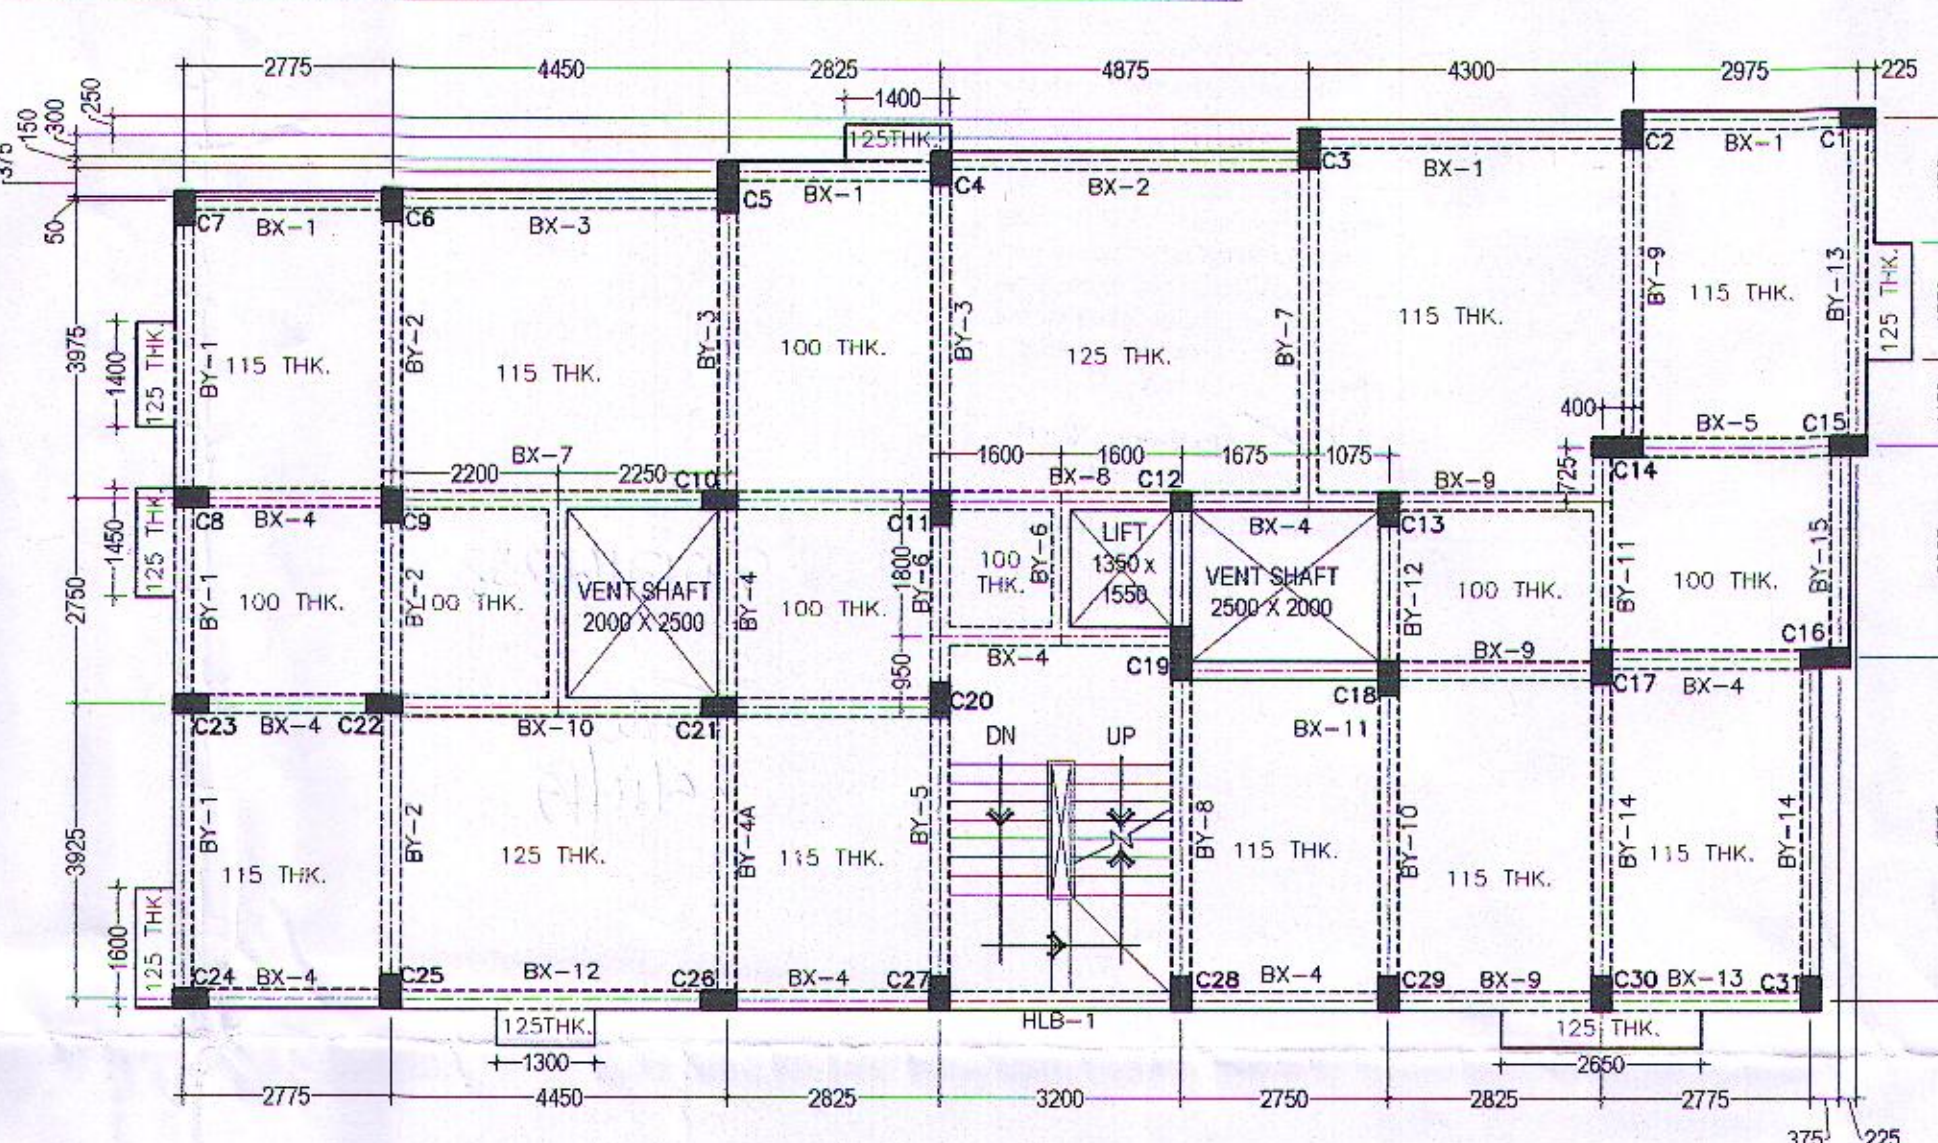 2775 4450 2825 4875 4300 2975 225
250
300
150
375
50
1400
125THK.
C7 BX-1 C6 BX-3 C5 BX-1 C4 BX-2 C3 BX-1 C2 BX-1 C1
3975
1400
125 THK.
BY-1 BY-2 BY-3 BY-3 BY-7 BY-9 BY-13
115 THK. 115 THK. 100 THK. 125 THK. 115 THK. 115 THK.
125 THK.
400
725
BX-5 C15
C14
BX-7
2200 2250
1600 1600 1675 1075
C10 BX-8 C12 BX-9
C8 BX-4 C9 C11 BX-4 C13
2750
1450
125 THK.
BY-1 BY-2 BY-4 BY-6 BY-6 BY-12 BY-11 BY-15
1800
950
100 THK. 100 THK. 100 THK. 100 THK. 100 THK.
100
THK.
VENT SHAFT
2000 X 2500
LIFT
1350 x
1550
VENT SHAFT
2500 X 2000
BX-4 C19 BX-9 C16
C18 C17 BX-4
C20
C23 BX-4 C22 BX-10 C21 BX-11
DN UP
3925
BY-1 BY-2 BY-4A BY-5 BY-8 BY-10 BY-14 BY-14
115 THK. 125 THK. 115 THK. 115 THK. 115 THK. 115 THK.
1600
125 THK.
C24 BX-4 C25 BX-12 C26 BX-4 C27 C28 BX-4 C29 BX-9 C30 BX-13 C31
HLB-1
125THK.
1300
125 THK.
2650
2775 4450 2825 3200 2750 2825 2775
375 225